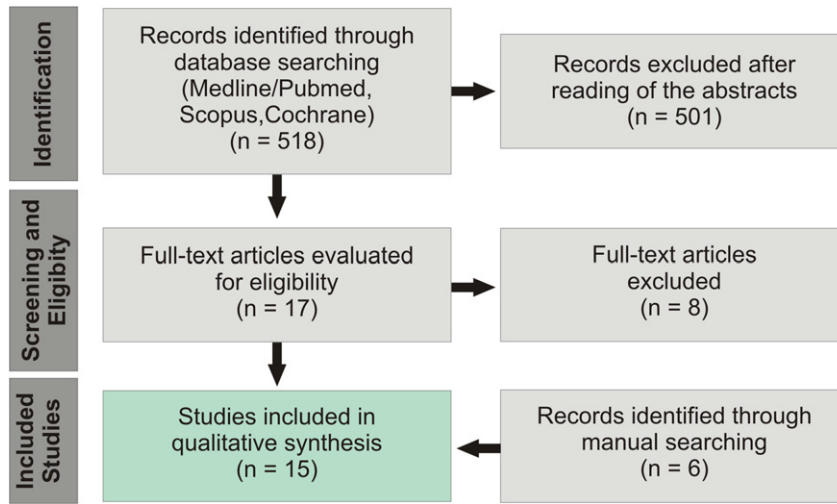 Identification
Records identified through
database searching
(Medline/Pubmed,
Scopus,Cochrane)
(n = 518)
Records excluded after
reading of the abstracts
(n = 501)
Screening and
Eligibity
Full-text articles evaluated
for eligibility
(n = 17)
Full-text articles
excluded
(n = 8)
Included
Studies
Studies included in
qualitative synthesis
(n = 15)
Records identified through
manual searching
(n = 6)